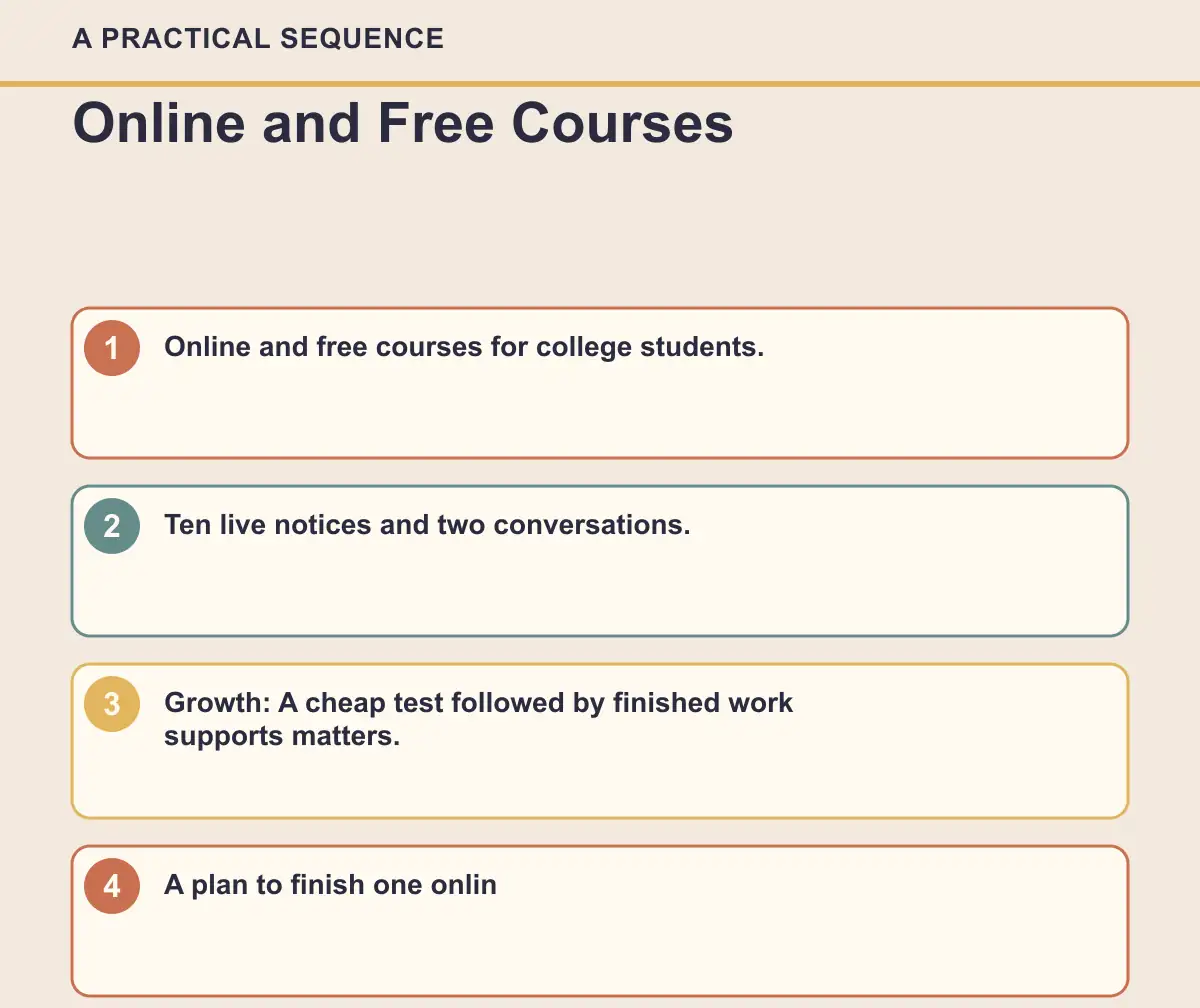 A PRACTICAL SEQUENCE
Online and Free Courses
1
Online and free courses for college students.
2
Ten live notices and two conversations.
3
Growth: A cheap test followed by finished work
supports matters.
4
A plan to finish one onlin